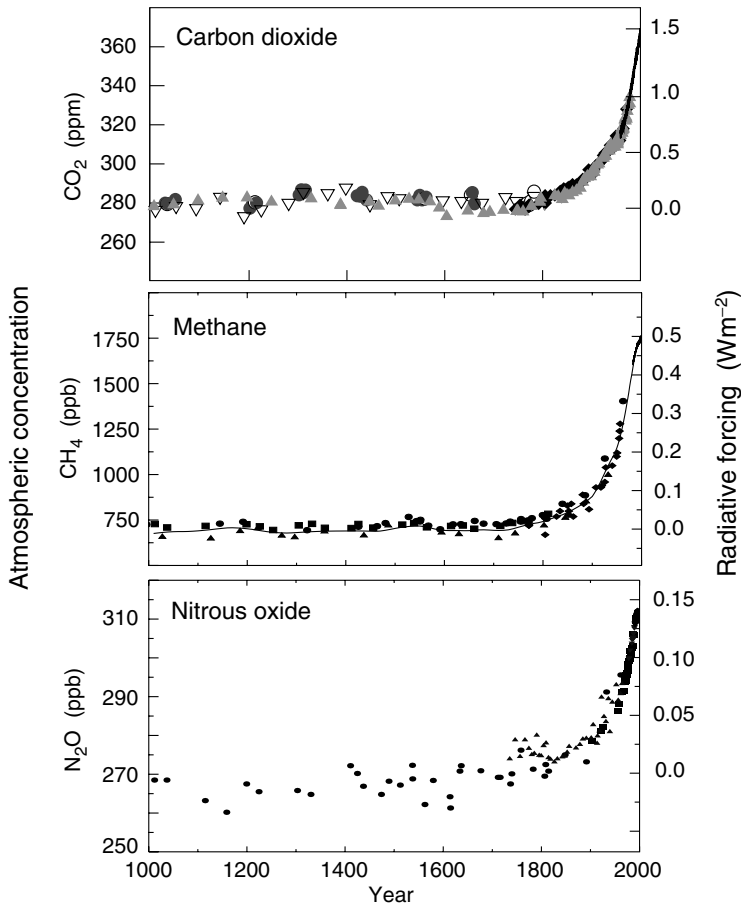 Atmospheric concentration
Radiative forcing (Wm⁻²)
Carbon dioxide
CO₂ (ppm)
360
340
320
300
280
260
1.5
1.0
0.5
0.0
Methane
CH₄ (ppb)
1750
1500
1250
1000
750
0.5
0.4
0.3
0.2
0.1
0.0
Nitrous oxide
N₂O (ppb)
310
290
270
250
0.15
0.10
0.05
0.0
1000 1200 1400 1600 1800 2000
Year